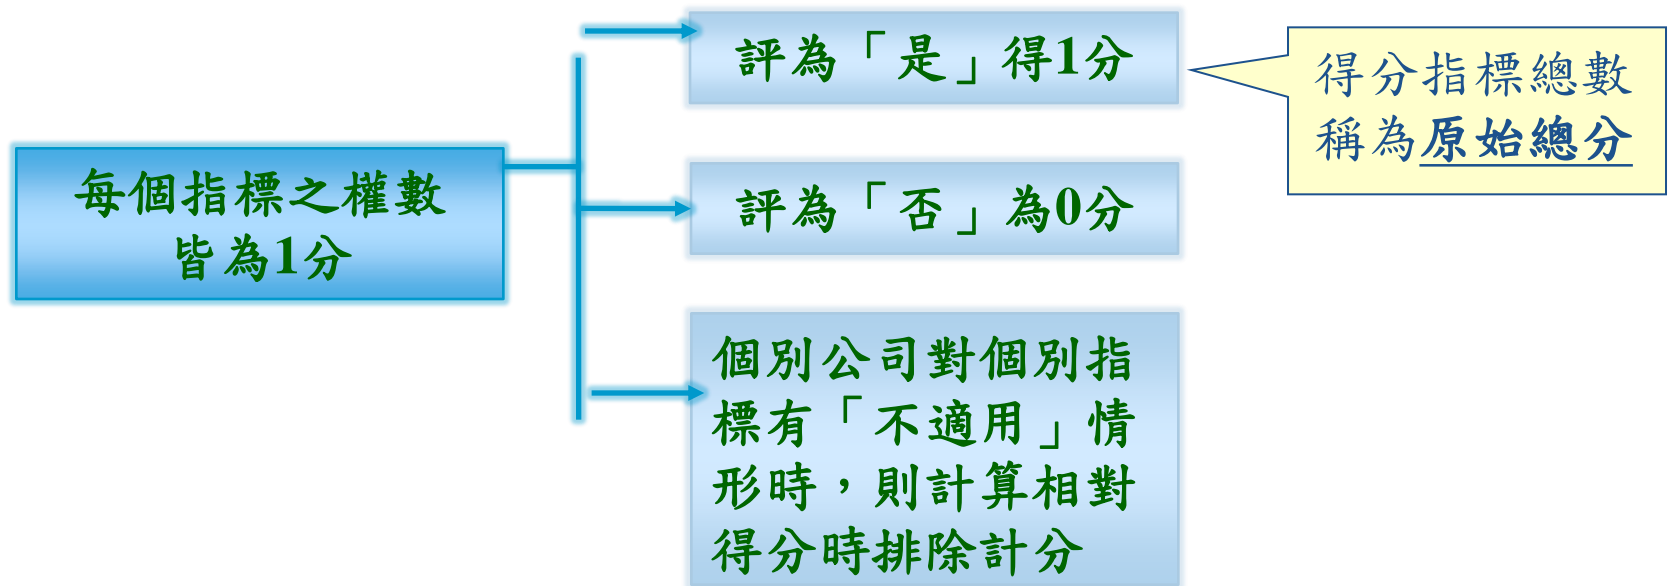 每個指標之權數
皆為1分
評為「是」得1分
得分指標總數
稱為原始總分
評為「否」為0分
個別公司對個別指
標有「不適用」情
形時，則計算相對
得分時排除計分